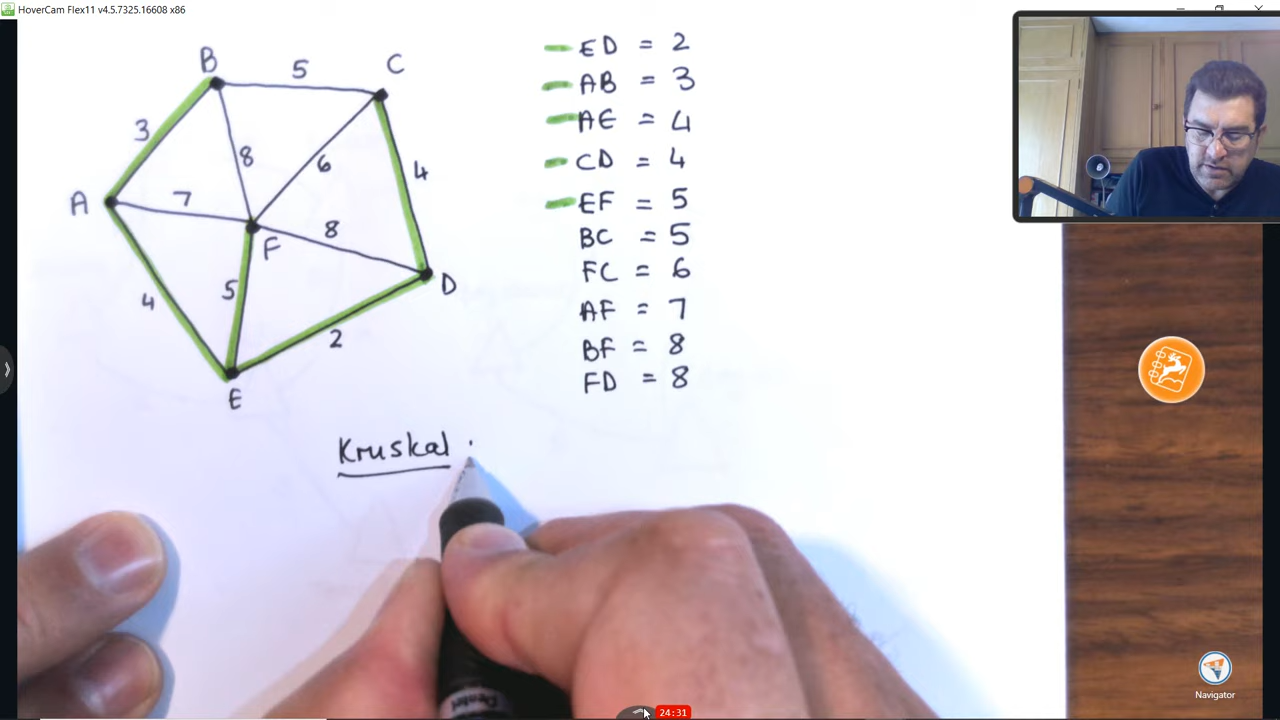 HoverCam Flex11 v4.5.7325.16608 x86
B
5
C
3
8
6
4
A
7
F
8
D
4
5
2
E
ED = 2
AB = 3
AE = 4
CD = 4
EF = 5
BC = 5
FC = 6
AF = 7
BF = 8
FD = 8
Kruskal :
Navigator
24:31